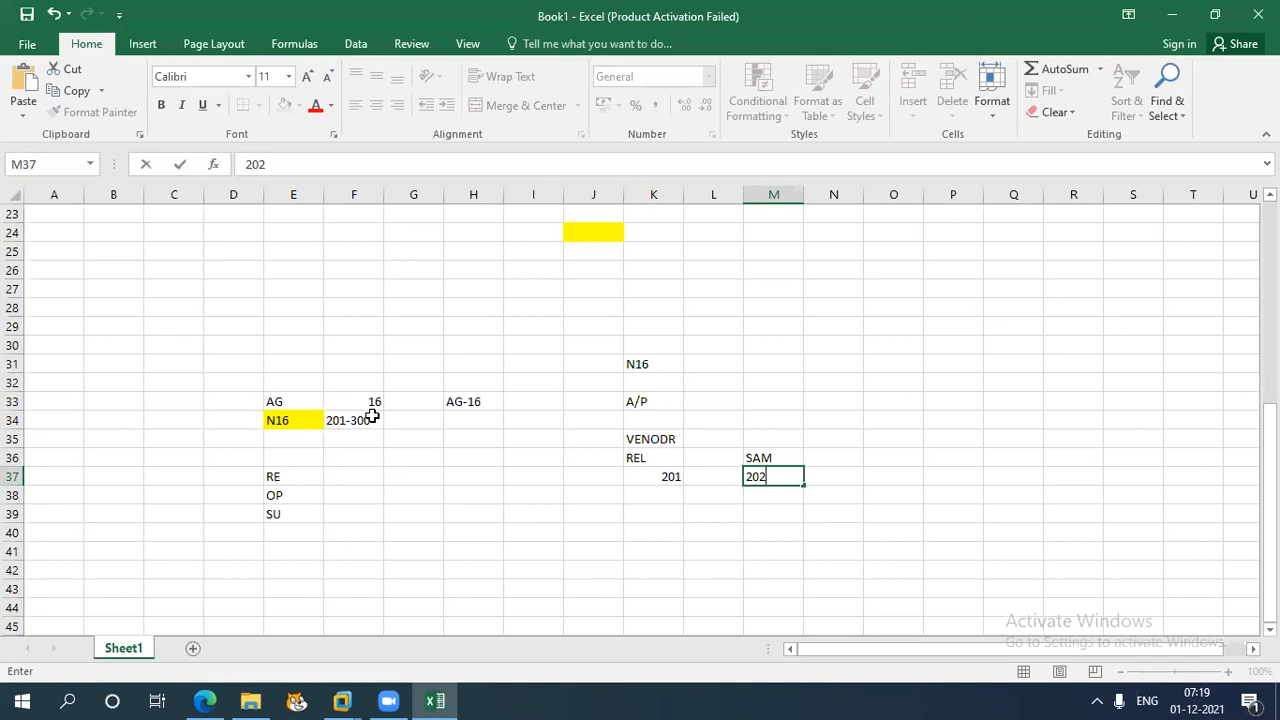 Book1 - Excel (Product Activation Failed)
File Home Insert Page Layout Formulas Data Review View Tell me what you want to do... Sign in Share
Paste Cut Copy Format Painter
Calibri 11 A A Wrap Text General AutoSum
B I U A Merge & Center % , Fill Clear
Conditional Formatting Format as Table Cell Styles Insert Delete Format Sort & Filter Find & Select
Clipboard Font Alignment Number Styles Cells Editing
M37 fx 202
A B C D E F G H I J K L M N O P Q R S T U
23
24
25
26
27
28
29
30
31 N16
32
33 AG 16 AG-16 A/P
34 N16 201-300
35 VENODR
36 REL SAM
37 RE 201 202
38 OP
39 SU
40
41
42
43
44
45
Activate Windows
Go to Settings to activate Windows.
Sheet1
Enter 100%
ENG 07:19
01-12-2021 1